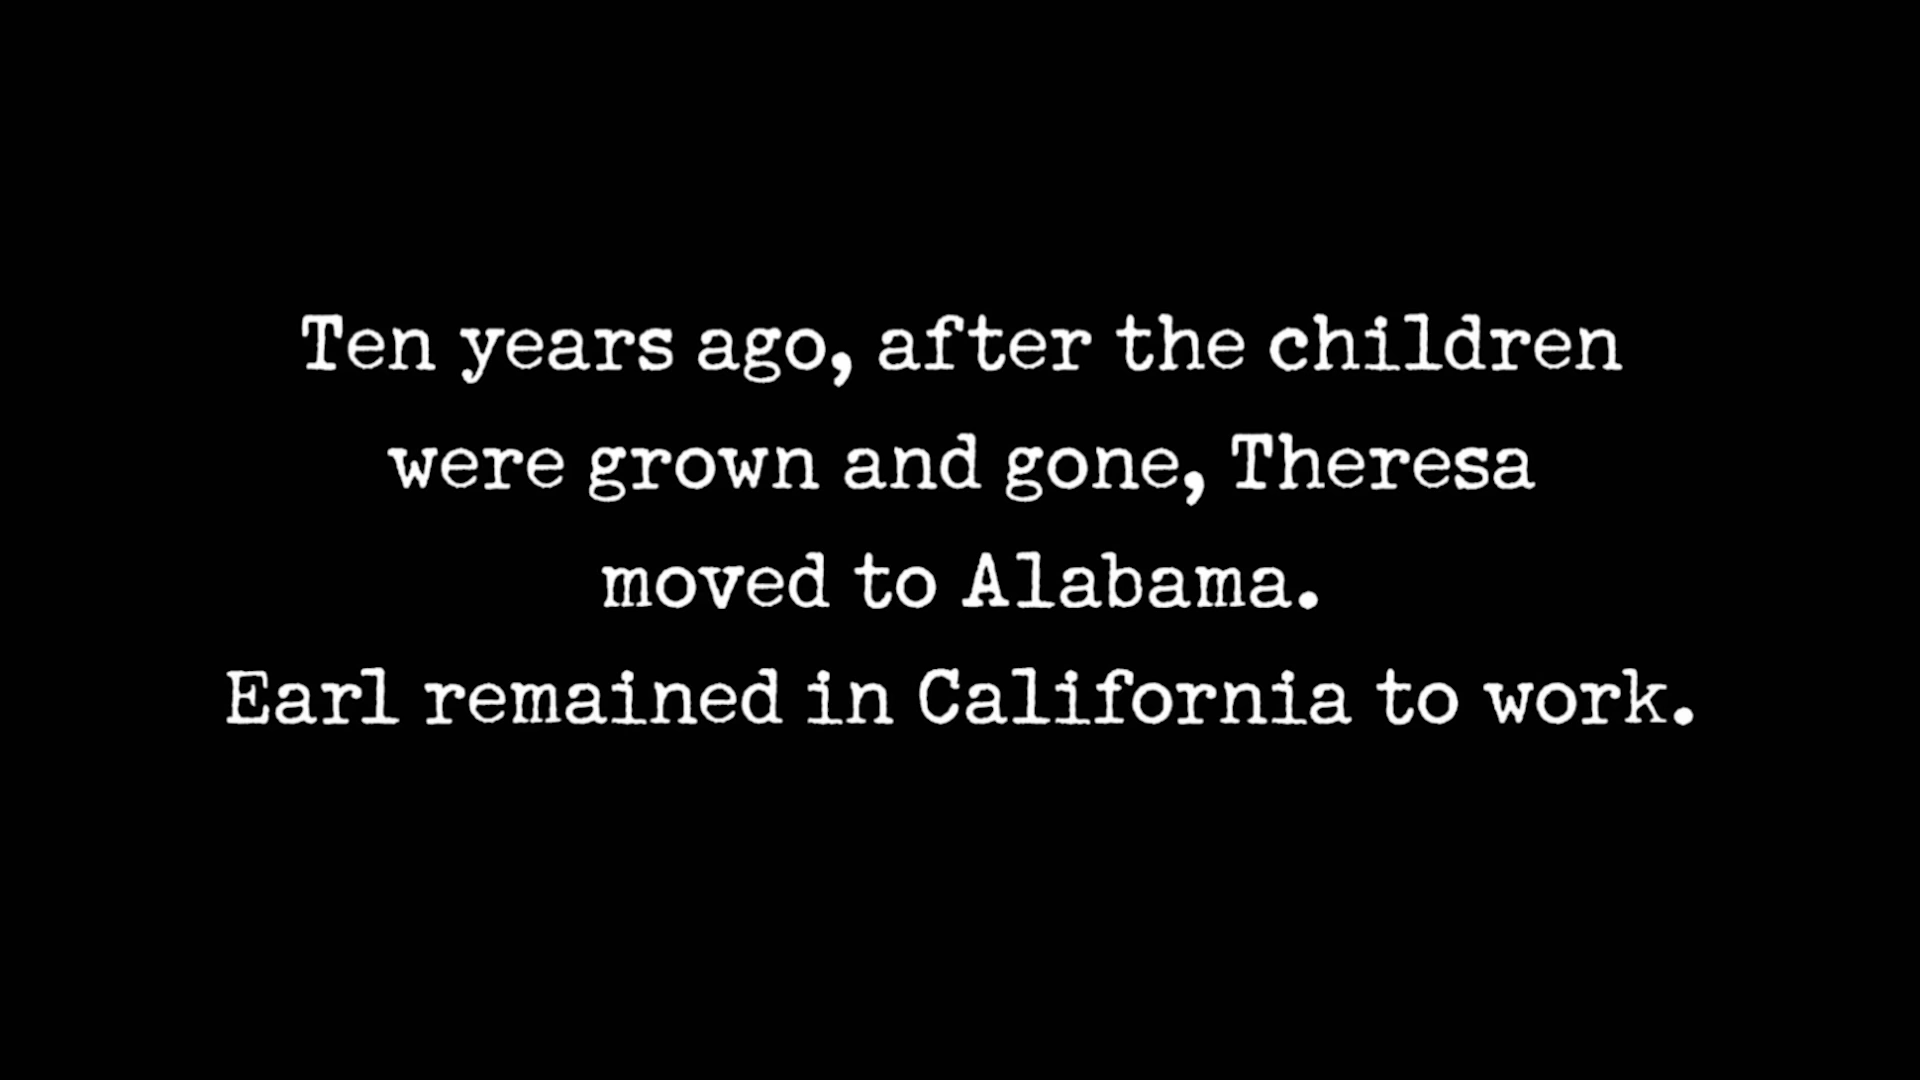 Ten years ago, after the children
were grown and gone, Theresa
moved to Alabama.
Earl remained in California to work.